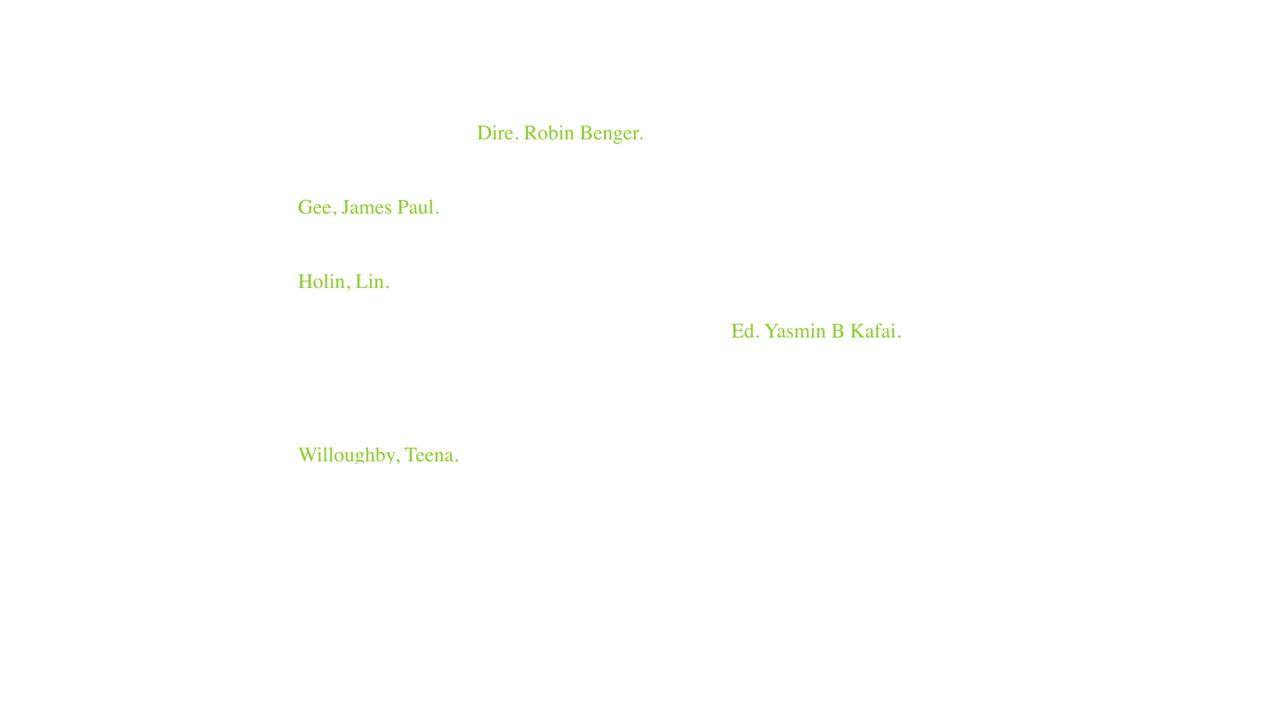 Dire. Robin Benger.
Gee, James Paul.
Holin, Lin.
Ed. Yasmin B Kafai.
Willoughby, Teena.